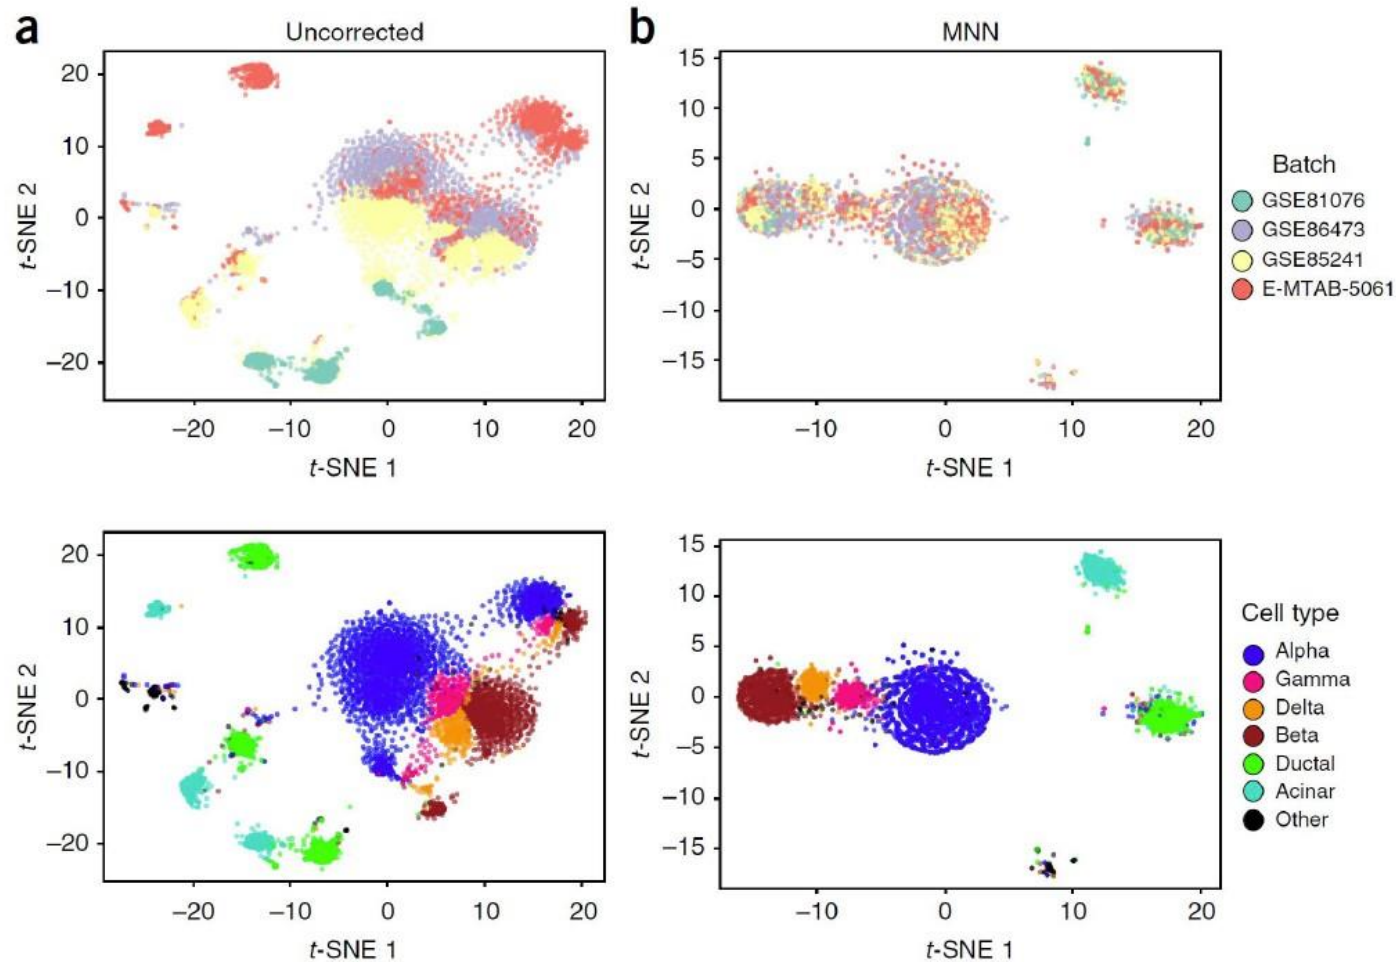 a
Uncorrected
20
10
0
−10
−20
t-SNE 2
−20 −10 0 10 20
t-SNE 1
b
MNN
15
10
5
0
−5
−10
−15
t-SNE 2
−10 0 10 20
t-SNE 1
Batch
GSE81076
GSE86473
GSE85241
E-MTAB-5061
20
10
0
−10
−20
t-SNE 2
−20 −10 0 10 20
t-SNE 1
15
10
5
0
−5
−10
−15
t-SNE 2
−10 0 10 20
t-SNE 1
Cell type
Alpha
Gamma
Delta
Beta
Ductal
Acinar
Other